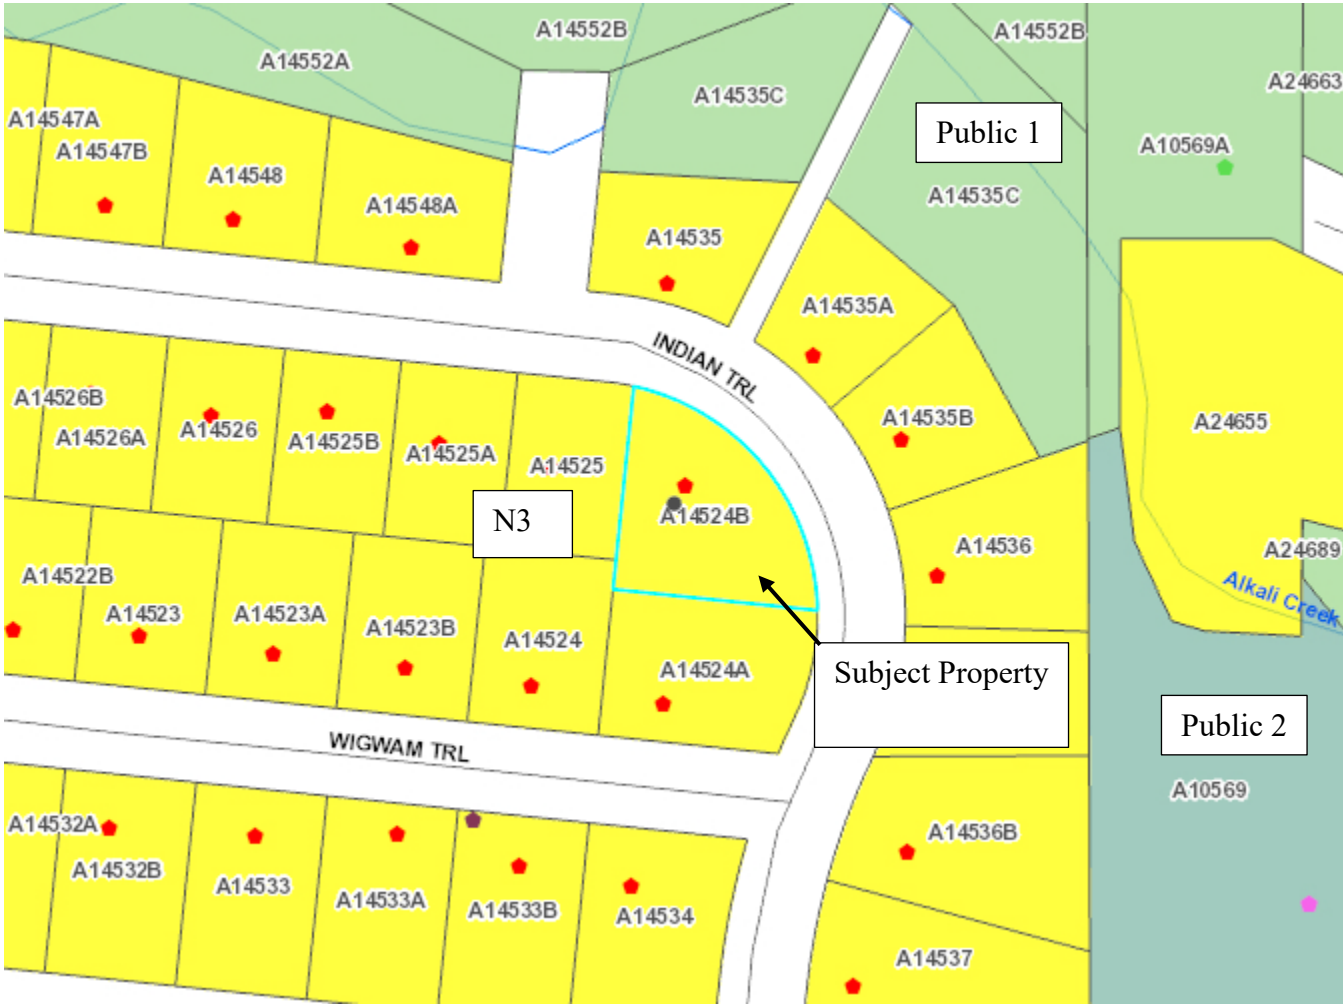 A14552B
A14552B
A14552A
A24663
A14535C
A14547A
Public 1
A14547B
A10569A
A14548
A14535C
A14548A
A14535
A14535A
INDIAN TRL
A14526B
A14535B
A24655
A14526A
A14526
A14525B
A14525A
A14525
N3
A14524B
A14536
A24689
A14522B
Alkali Creek
A14523
A14523A
A14523B
A14524
A14524A
Subject Property
Public 2
WIGWAM TRL
A10569
A14532A
A14536B
A14532B
A14533
A14533A
A14533B
A14534
A14537